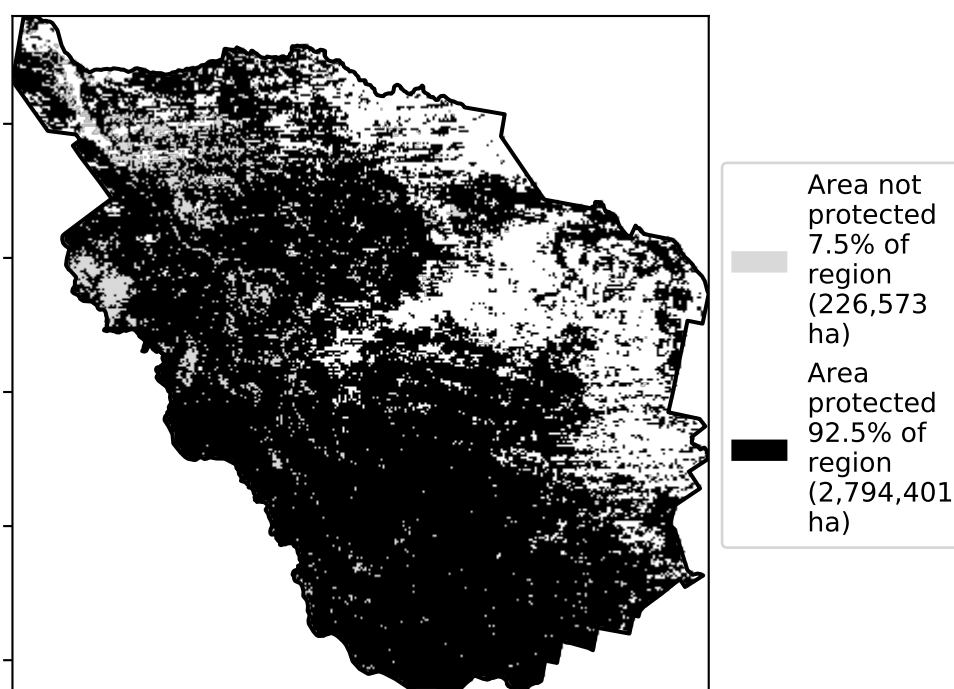 Area not
protected
7.5% of
region
(226,573
ha)
Area
protected
92.5% of
region
(2,794,401
ha)